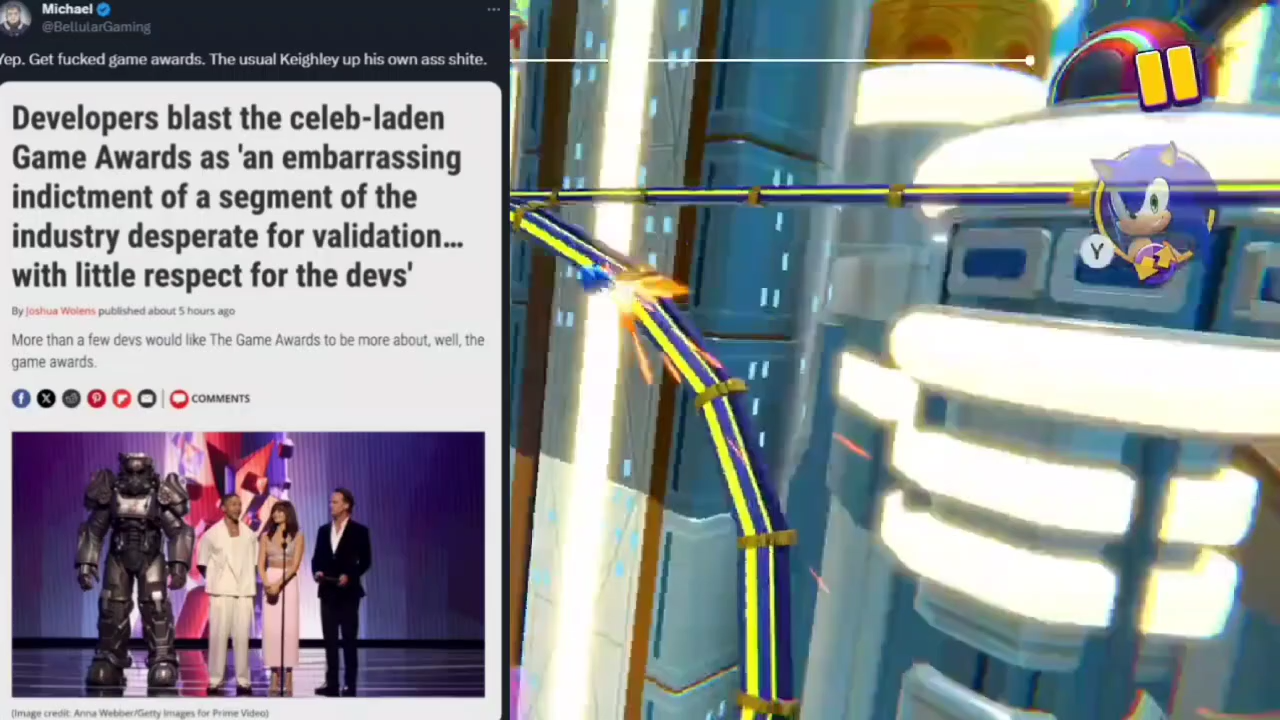 Michael
@BellularGaming
Yep. Get fucked game awards. The usual Keighley up his own ass shite.
Developers blast the celeb-laden
Game Awards as 'an embarrassing
indictment of a segment of the
industry desperate for validation...
with little respect for the devs'
By Joshua Wolens published about 5 hours ago
More than a few devs would like The Game Awards to be more about, well, the
game awards.
COMMENTS
(Image credit: Anna Webber/Getty Images for Prime Video)
Y